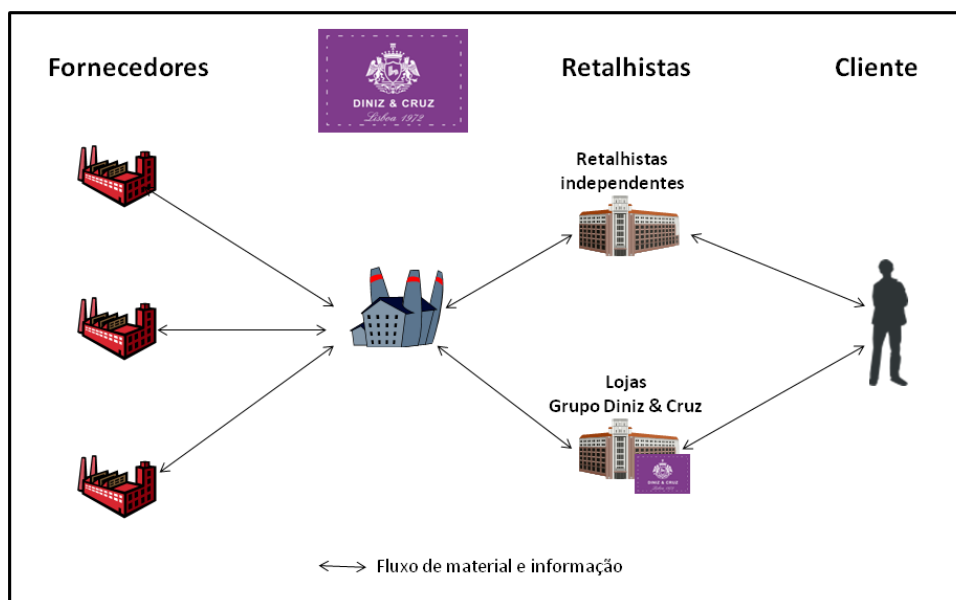 Fornecedores
DINIZ & CRUZ
Lisboa 1972
Retalhistas
Cliente
Retalhistas
independentes
Lojas
Grupo Diniz & Cruz
DINIZ & CRUZ
Fluxo de material e informação